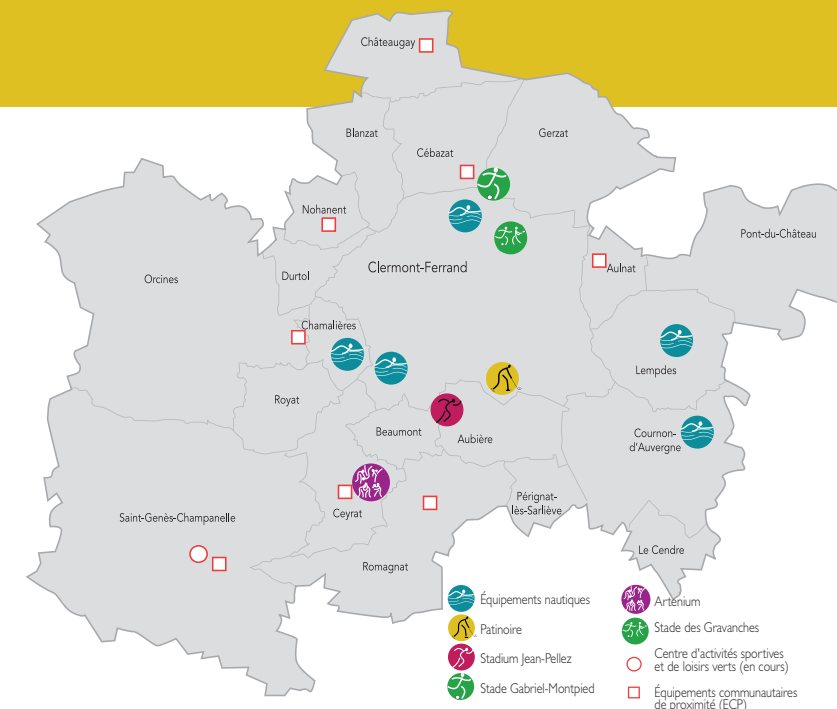 Châteaugay
Blanzat
Gerzat
Cébazat
Nohanent
Pont-du-Château
Clermont-Ferrand
Aulnat
Orcines
Durtol
Chamalières
Lempdes
Royat
Beaumont
Aubière
Cournon-
d'Auvergne
Pérignat
-lès-Sarliève
Saint-Genès-Champanelle
Ceyrat
Le Cendre
Romagnat
Équipements nautiques
Patinoire
Stadium Jean-Pellez
Stade Gabriel-Montpied
Artenium
Stade des Gravanches
Centre d'activités sportives
et de loisirs verts (en cours)
Équipements communautaires
de proximité (ECP)